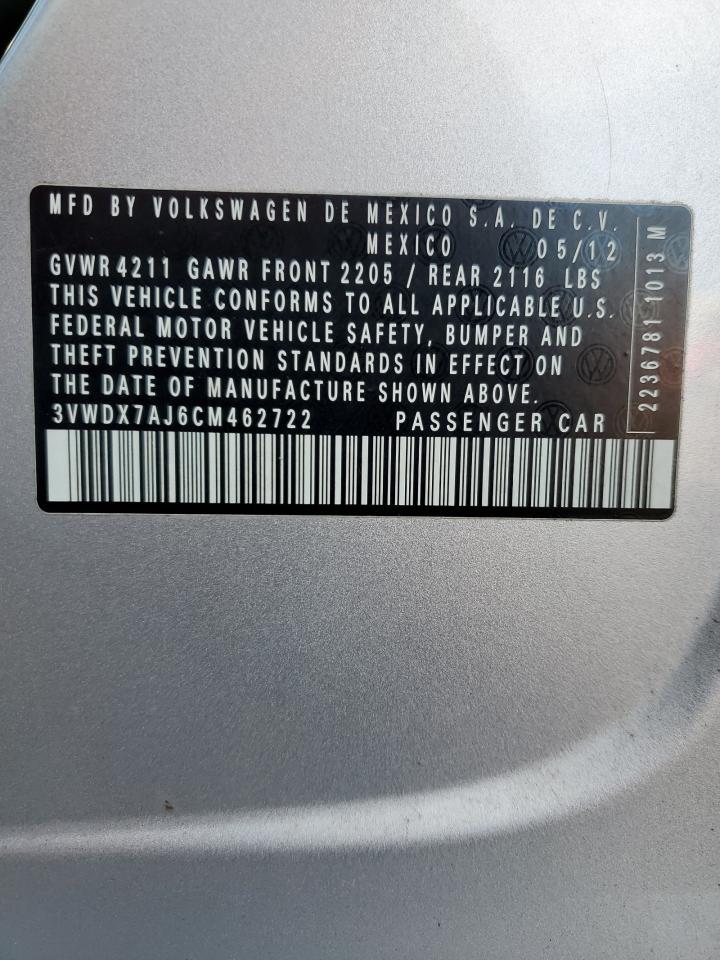 MFD BY VOLKSWAGEN DE MEXICO S.A. DE C.V.
MEXICO 05/12
GVWR 4211 GAWR FRONT 2205 / REAR 2116 LBS
THIS VEHICLE CONFORMS TO ALL APPLICABLE U.S.
FEDERAL MOTOR VEHICLE SAFETY, BUMPER AND
THEFT PREVENTION STANDARDS IN EFFECT ON
THE DATE OF MANUFACTURE SHOWN ABOVE.
3VWDX7AJ6CM462722 PASSENGER CAR
2236781 1013 M